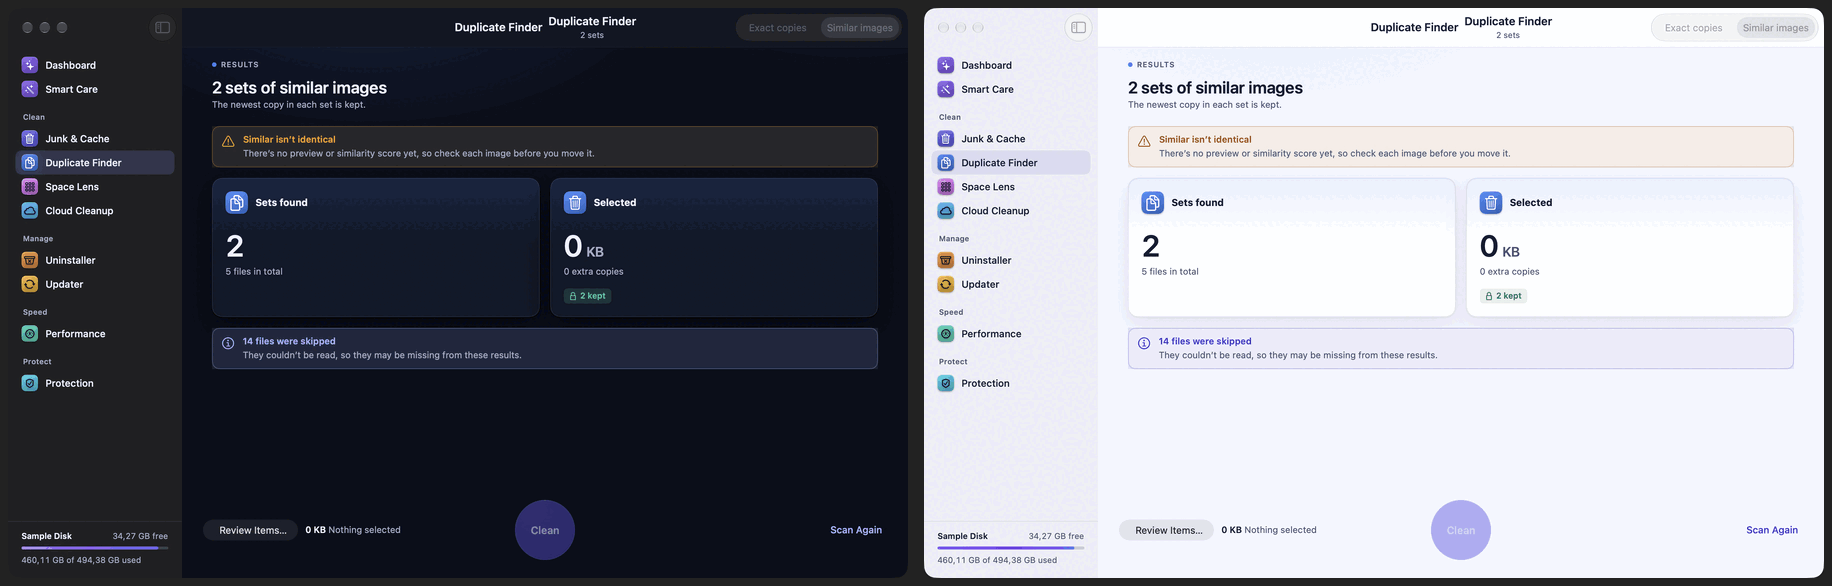 Duplicate Finder
Duplicate Finder
2 sets
Exact copies
Similar images
Dashboard
Smart Care
Clean
Junk & Cache
Duplicate Finder
Space Lens
Cloud Cleanup
Manage
Uninstaller
Updater
Speed
Performance
Protect
Protection
Sample Disk
34,27 GB free
460,11 GB of 494,38 GB used
RESULTS
2 sets of similar images
The newest copy in each set is kept.
Similar isn't identical
There's no preview or similarity score yet, so check each image before you move it.
Sets found
2
5 files in total
Selected
0 KB
0 extra copies
2 kept
14 files were skipped
They couldn't be read, so they may be missing from these results.
Review Items...
0 KB Nothing selected
Clean
Scan Again
Duplicate Finder
Duplicate Finder
2 sets
Exact copies
Similar images
Dashboard
Smart Care
Clean
Junk & Cache
Duplicate Finder
Space Lens
Cloud Cleanup
Manage
Uninstaller
Updater
Speed
Performance
Protect
Protection
Sample Disk
34,27 GB free
460,11 GB of 494,38 GB used
RESULTS
2 sets of similar images
The newest copy in each set is kept.
Similar isn't identical
There's no preview or similarity score yet, so check each image before you move it.
Sets found
2
5 files in total
Selected
0 KB
0 extra copies
2 kept
14 files were skipped
They couldn't be read, so they may be missing from these results.
Review Items...
0 KB Nothing selected
Clean
Scan Again